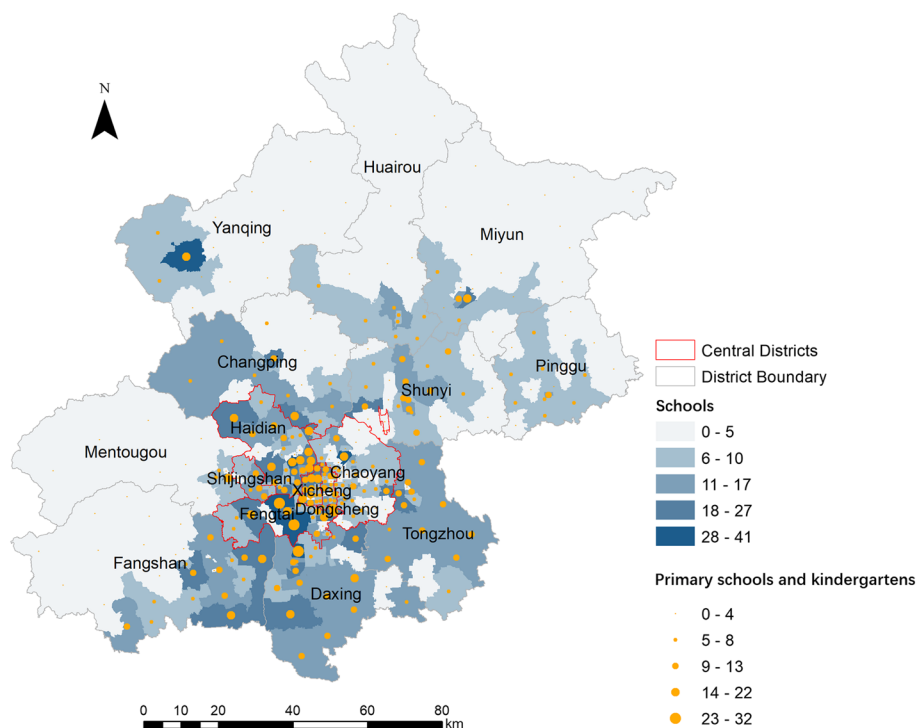 N
Huairou
Yanqing
Miyun
Changping
Pinggu
Shunyi
Haidian
Mentougou
Shijingshan
Chaoyang
Xicheng
Fengtai
Dongcheng
Tongzhou
Fangshan
Daxing
Central Districts
District Boundary
Schools
0 - 5
6 - 10
11 - 17
18 - 27
28 - 41
Primary schools and kindergartens
0 - 4
5 - 8
9 - 13
14 - 22
23 - 32
0 5 10 20 40 60 80
km